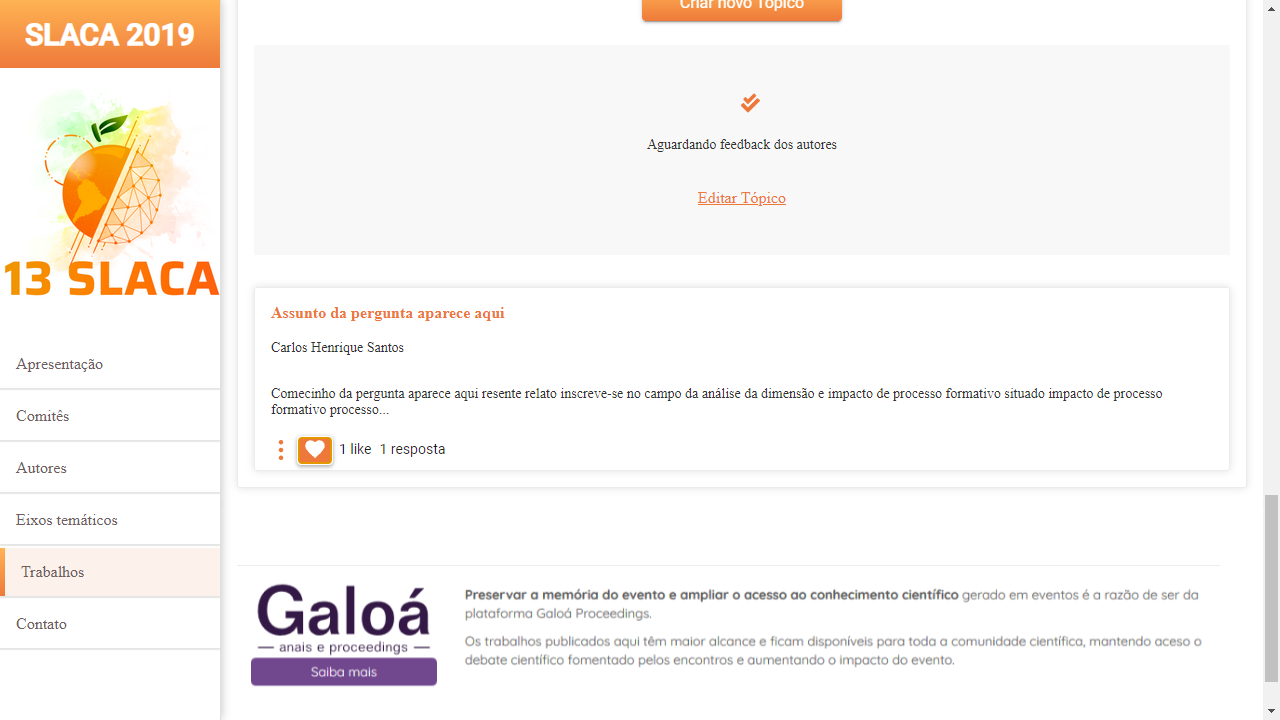 SLACA 2019
13 SLACA
Apresentação
Comitês
Autores
Eixos temáticos
Trabalhos
Contato
Criar novo Tópico
Aguardando feedback dos autores
Editar Tópico
Assunto da pergunta aparece aqui
Carlos Henrique Santos
Comecinho da pergunta aparece aqui resente relato inscreve-se no campo da análise da dimensão e impacto de processo formativo situado impacto de processo
formativo processo...
1 like 1 resposta
Galoá
anais e proceedings
Saiba mais
Preservar a memória do evento e ampliar o acesso ao conhecimento científico gerado em eventos é a razão de ser da
plataforma Galoá Proceedings.
Os trabalhos publicados aqui têm maior alcance e ficam disponíveis para toda a comunidade científica, mantendo aceso o
debate científico fomentado pelos encontros e aumentando o impacto do evento.